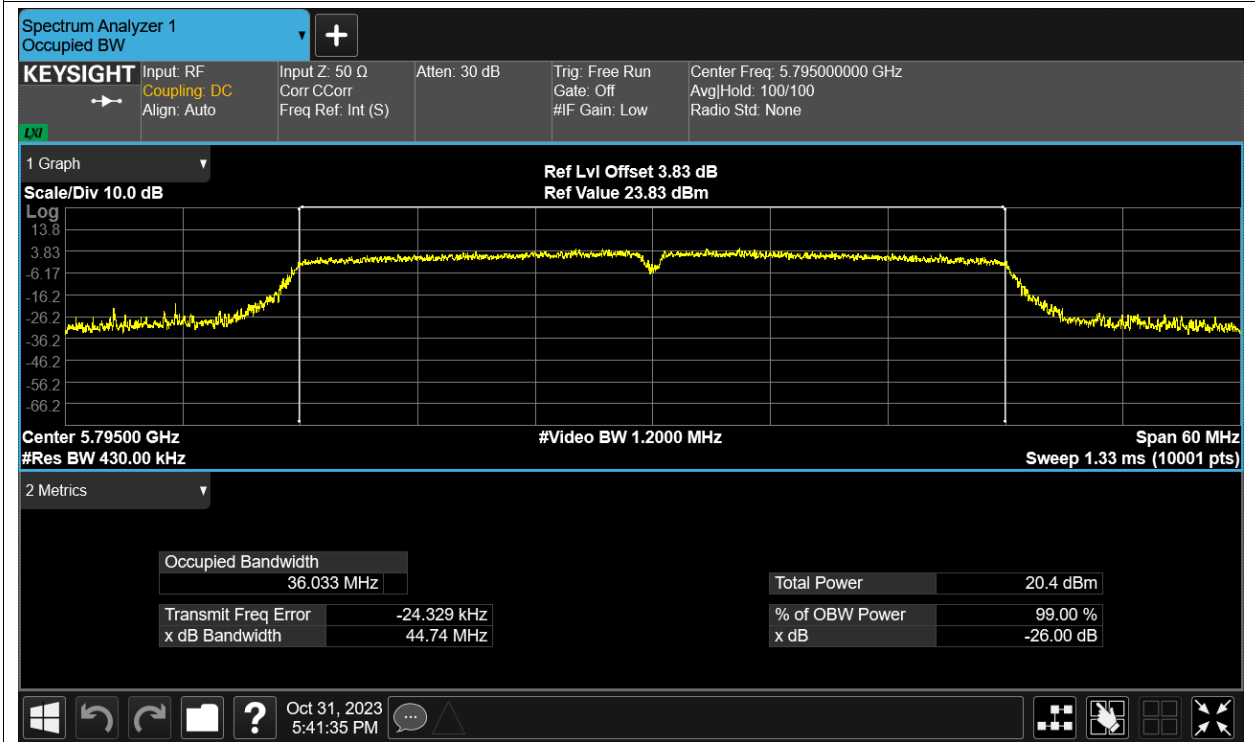 Spectrum Analyzer 1
Occupied BW
KEYSIGHT
LXI
Input: RF
Coupling: DC
Align: Auto
Input Z: 50 Ω
Corr CCorr
Freq Ref: Int (S)
Atten: 30 dB
Trig: Free Run
Gate: Off
#IF Gain: Low
Center Freq: 5.795000000 GHz
Avg|Hold: 100/100
Radio Std: None
1 Graph
Scale/Div 10.0 dB
Ref Lvl Offset 3.83 dB
Ref Value 23.83 dBm
Log
13.8
3.83
-6.17
-16.2
-26.2
-36.2
-46.2
-56.2
-66.2
Center 5.79500 GHz
#Video BW 1.2000 MHz
Span 60 MHz
#Res BW 430.00 kHz
Sweep 1.33 ms (10001 pts)
2 Metrics
Occupied Bandwidth
36.033 MHz
Total Power 20.4 dBm
Transmit Freq Error -24.329 kHz
% of OBW Power 99.00 %
x dB Bandwidth 44.74 MHz
x dB -26.00 dB
?
Oct 31, 2023
5:41:35 PM